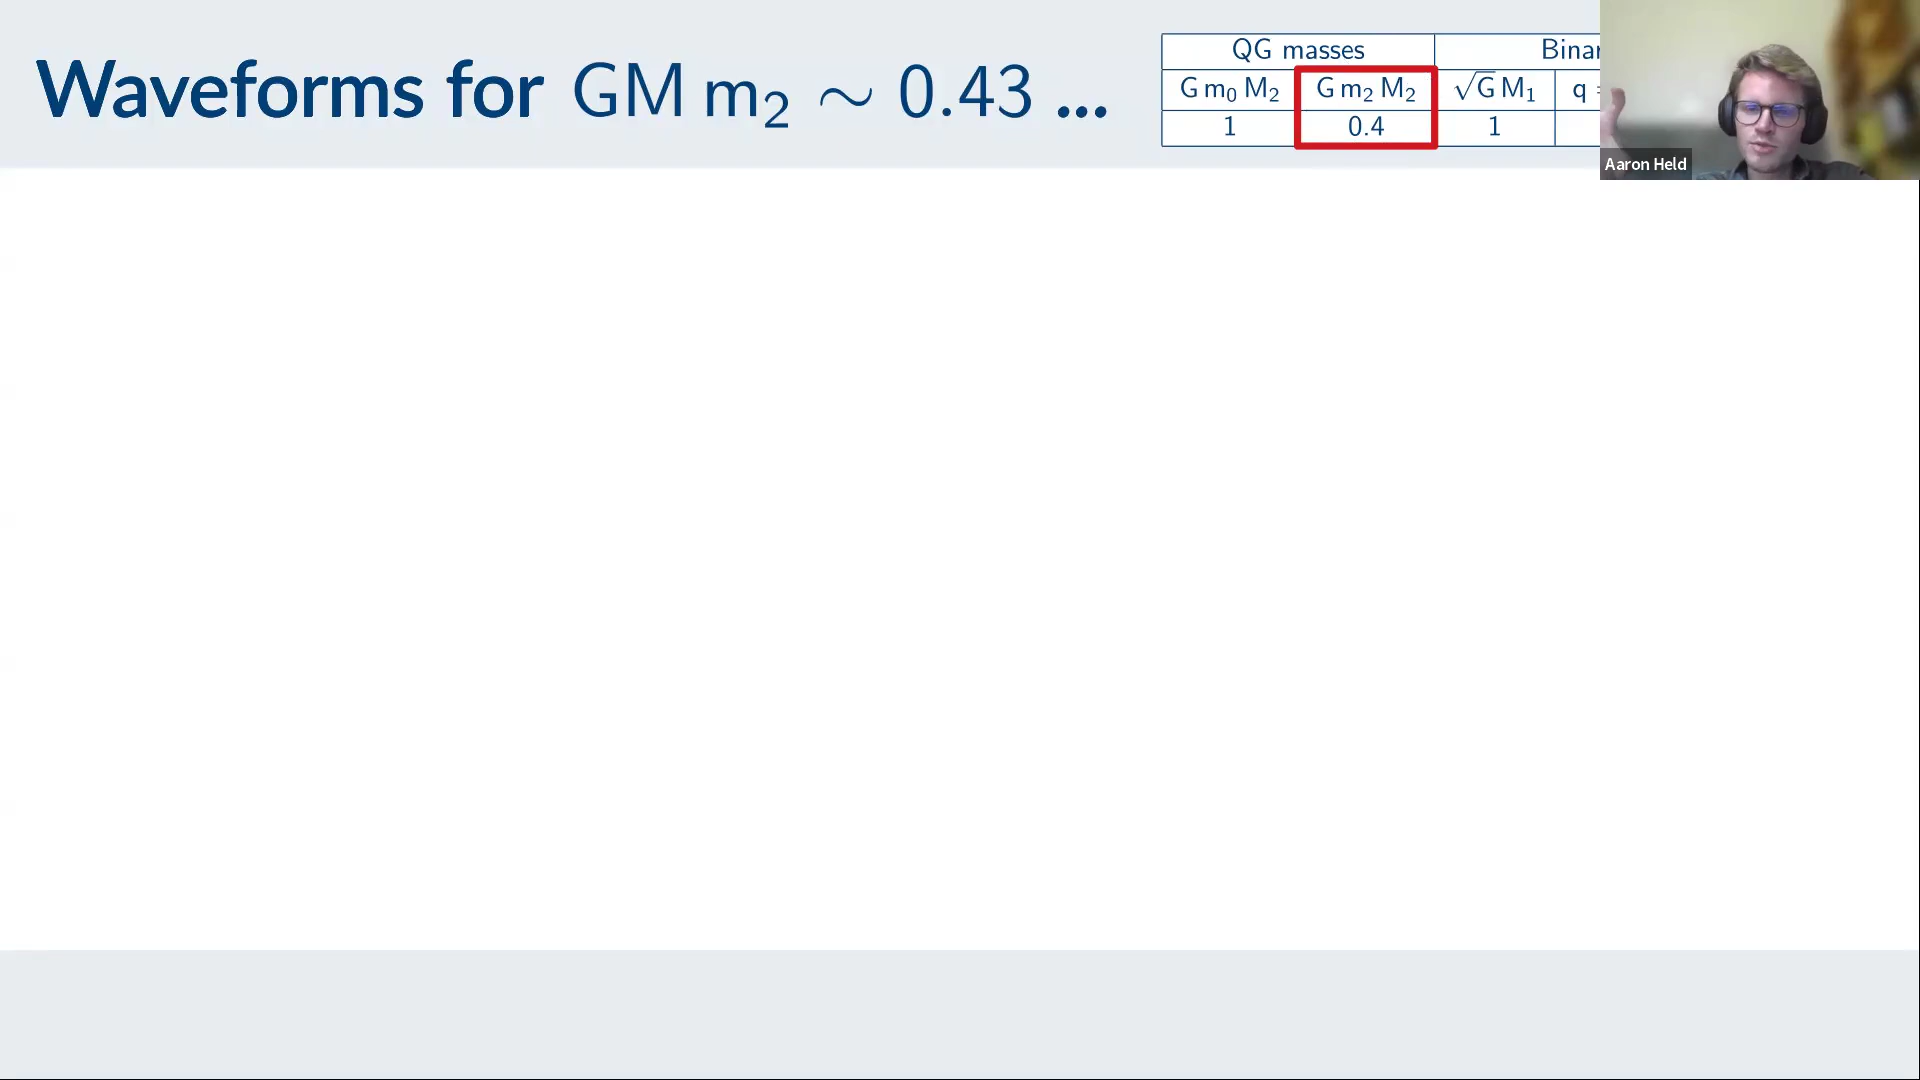 Waveforms for GM m₂ ∼ 0.43 ...
QG masses Binar
G m₀ M₂ G m₂ M₂ √G M₁ q
1 0.4 1
Aaron Held